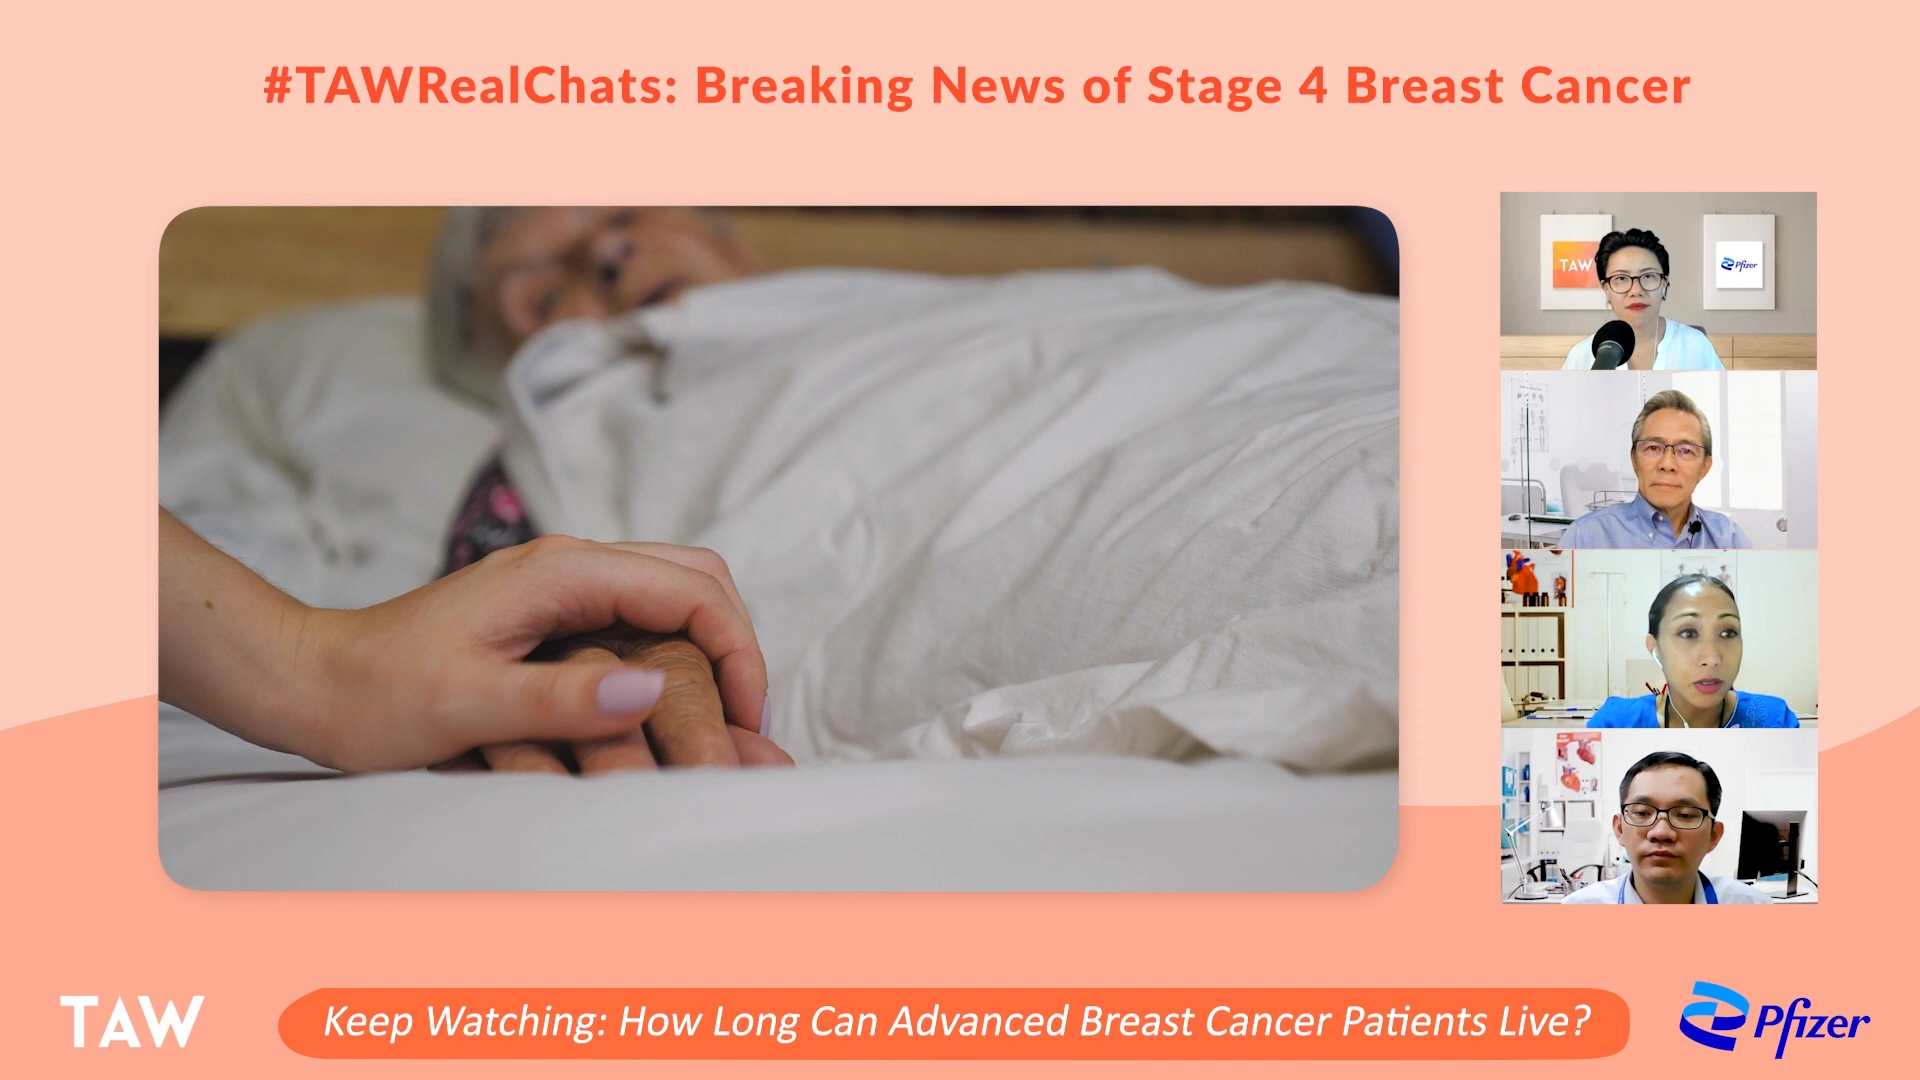 #TAWRealChats: Breaking News of Stage 4 Breast Cancer
TAW
Pfizer
TAW
Keep Watching: How Long Can Advanced Breast Cancer Patients Live?
Pfizer